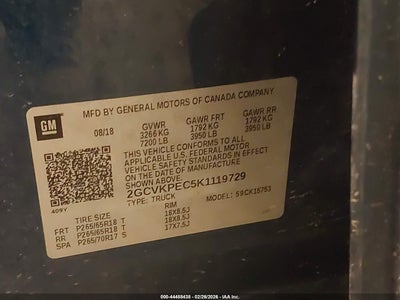 MFD BY GENERAL MOTORS OF CANADA COMPANY
GM
08/18
GVWR GAWR FRT GAWR RR
3266 KG 1792 KG 1792 KG
7200 LB 3950 LB 3950 LB
THIS VEHICLE CONFORMS TO ALL
APPLICABLE U.S. FEDERAL MOTOR
VEHICLE SAFETY STANDARDS IN EFFECT ON
THE DATE OF MANUFACTURE SHOWN ABOVE.
2GCVKPEC5K1119729
TYPE: TRUCK MODEL: S9CK15753
409Y
RIM
FRT P265/65R18 T 18X8.5J
RR P265/65R18 T 18X8.5J
SPA P265/70R17 S 17X7.5J
000-44468438 - 02/26/2026 - IAA Inc.